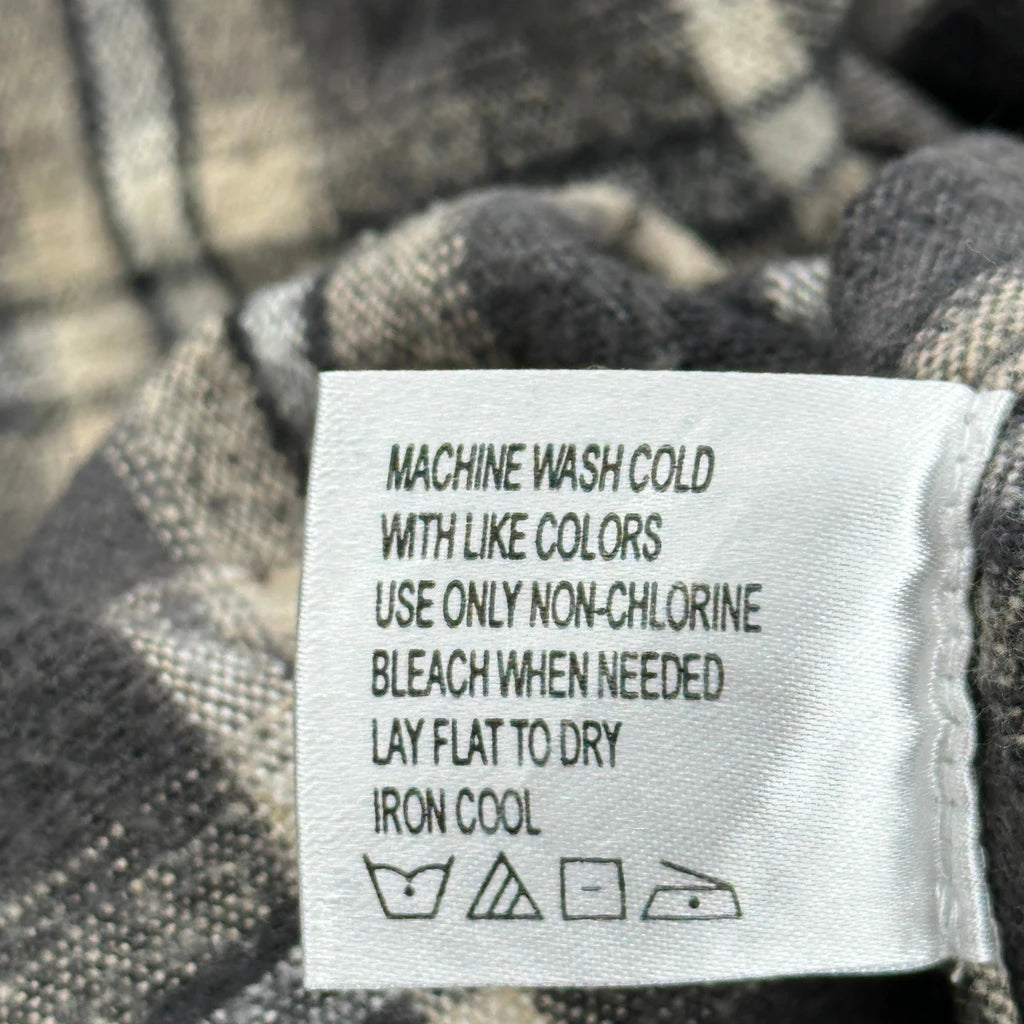 MACHINE WASH COLD
WITH LIKE COLORS
USE ONLY NON-CHLORINE
BLEACH WHEN NEEDED
LAY FLAT TO DRY
IRON COOL